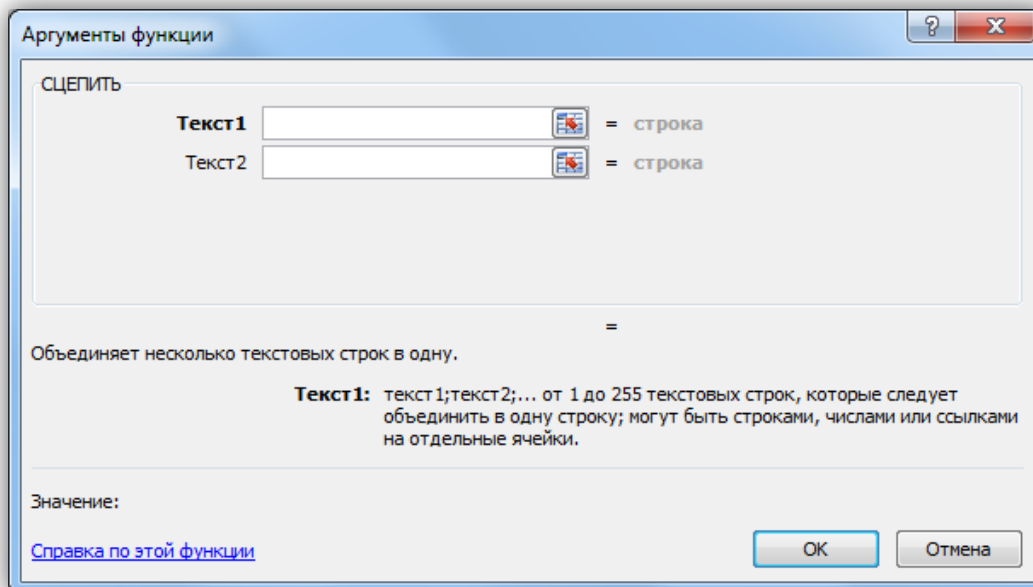 Аргументы функции
СЦЕПИТЬ
Текст1 = строка
Текст2 = строка
=
Объединяет несколько текстовых строк в одну.
Текст1: текст1;текст2;... от 1 до 255 текстовых строк, которые следует
объединить в одну строку; могут быть строками, числами или ссылками
на отдельные ячейки.
Значение:
Справка по этой функции
ОК
Отмена